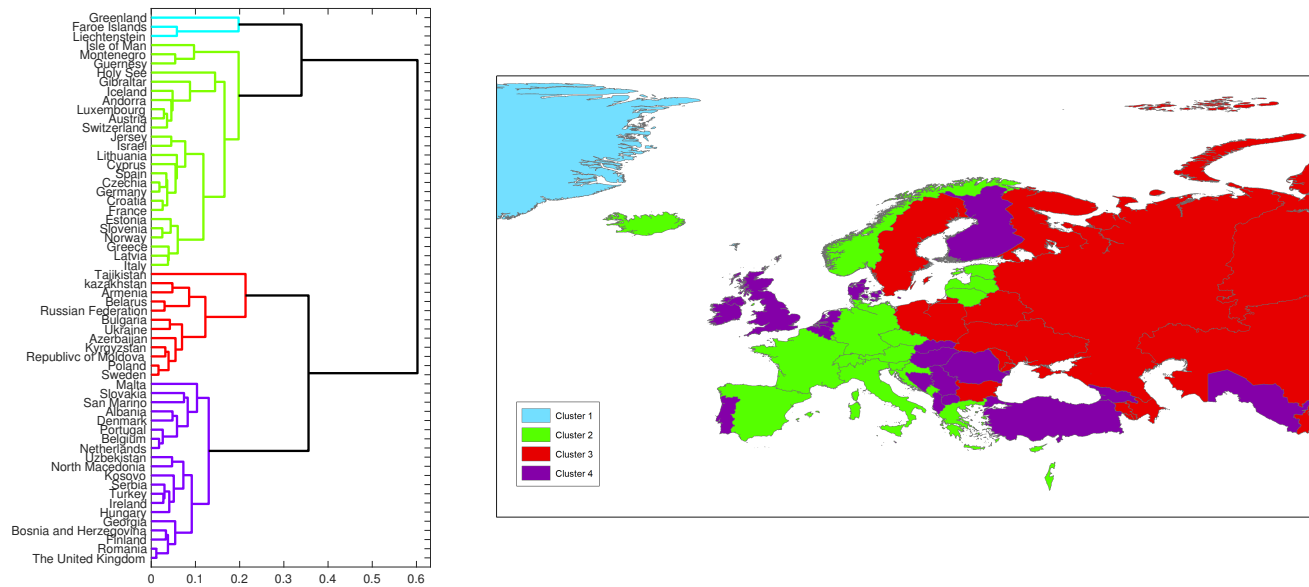 Greenland
Faroe Islands
Liechtenstein
Isle of Man
Montenegro
Guernesy
Holy See
Gibraltar
Iceland
Andorra
Luxembourg
Austria
Switzerland
Jersey
Israel
Lithuania
Cyprus
Spain
Czechia
Germany
Croatia
France
Estonia
Slovenia
Norway
Greece
Latvia
Italy
Tajikistan
kazakhstan
Armenia
Belarus
Russian Federation
Bulgaria
Ukraine
Azerbaijan
Kyrgyzstan
Republivc of Moldova
Poland
Sweden
Malta
Slovakia
San Marino
Albania
Denmark
Portugal
Belgium
Netherlands
Uzbekistan
North Macedonia
Kosovo
Serbia
Turkey
Ireland
Hungary
Georgia
Bosnia and Herzegovina
Finland
Romania
The United Kingdom
0 0.1 0.2 0.3 0.4 0.5 0.6
Cluster 1
Cluster 2
Cluster 3
Cluster 4